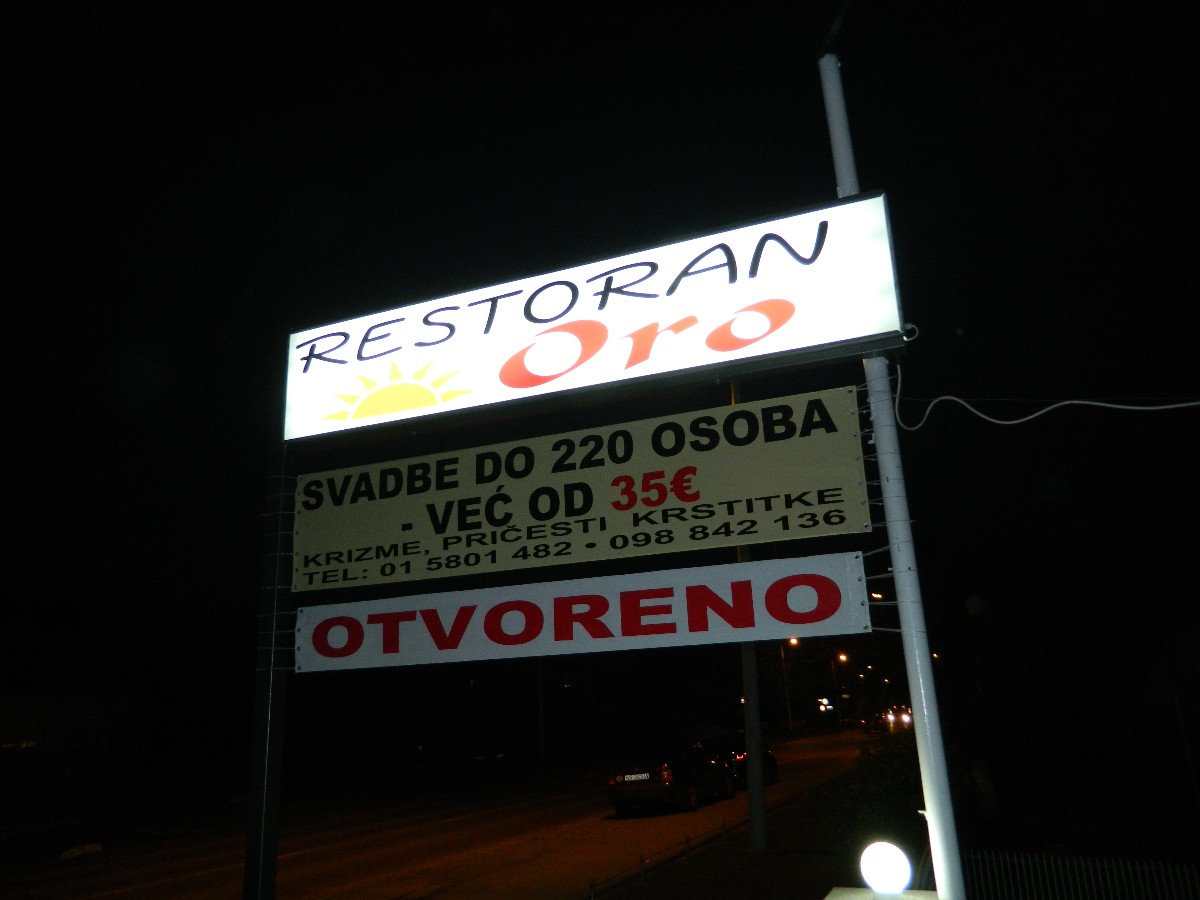 RESTORAN
Oro
SVADBE DO 220 OSOBA
- VEĆ OD 35€
KRIZME, PRIČESTI KRSTITKE
TEL: 01 5801 482 • 098 842 136
OTVORENO